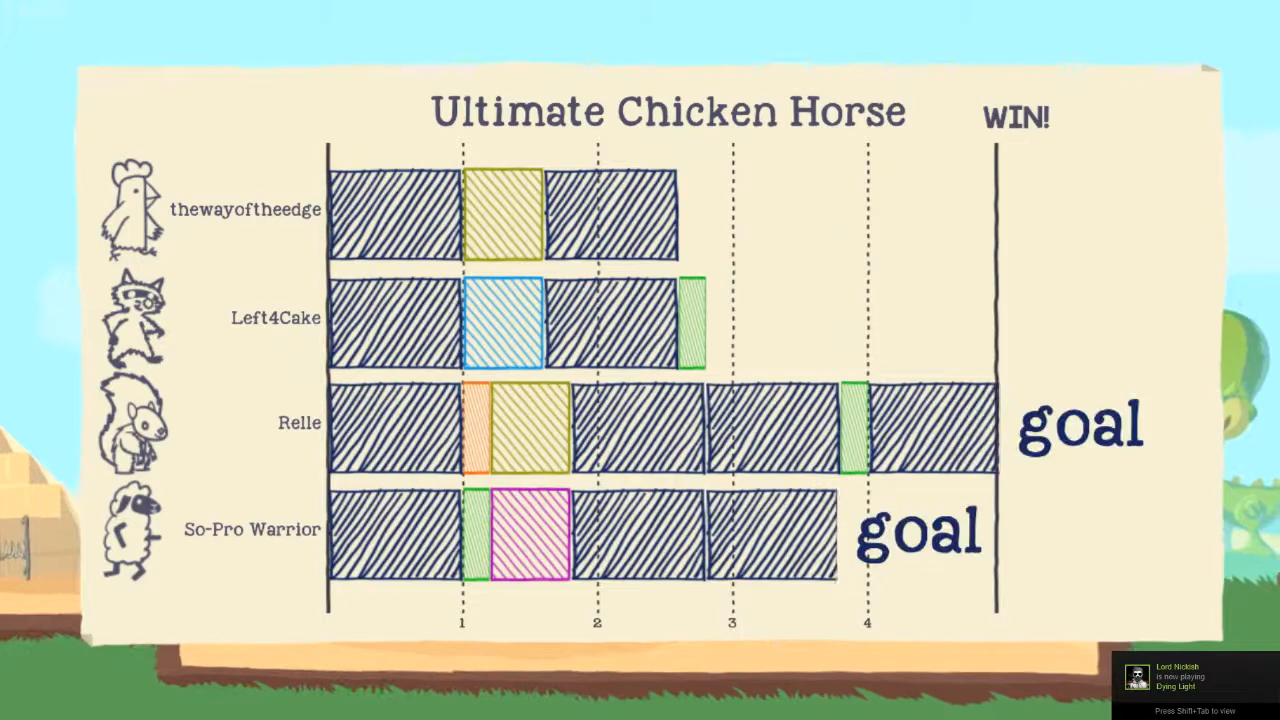 Ultimate Chicken Horse
WIN!
thewayoftheedge
Left4Cake
Relle
goal
So-Pro Warrior
goal
1 2 3 4
Lord Nickish
is now playing
Dying Light
Press Shift+Tab to view